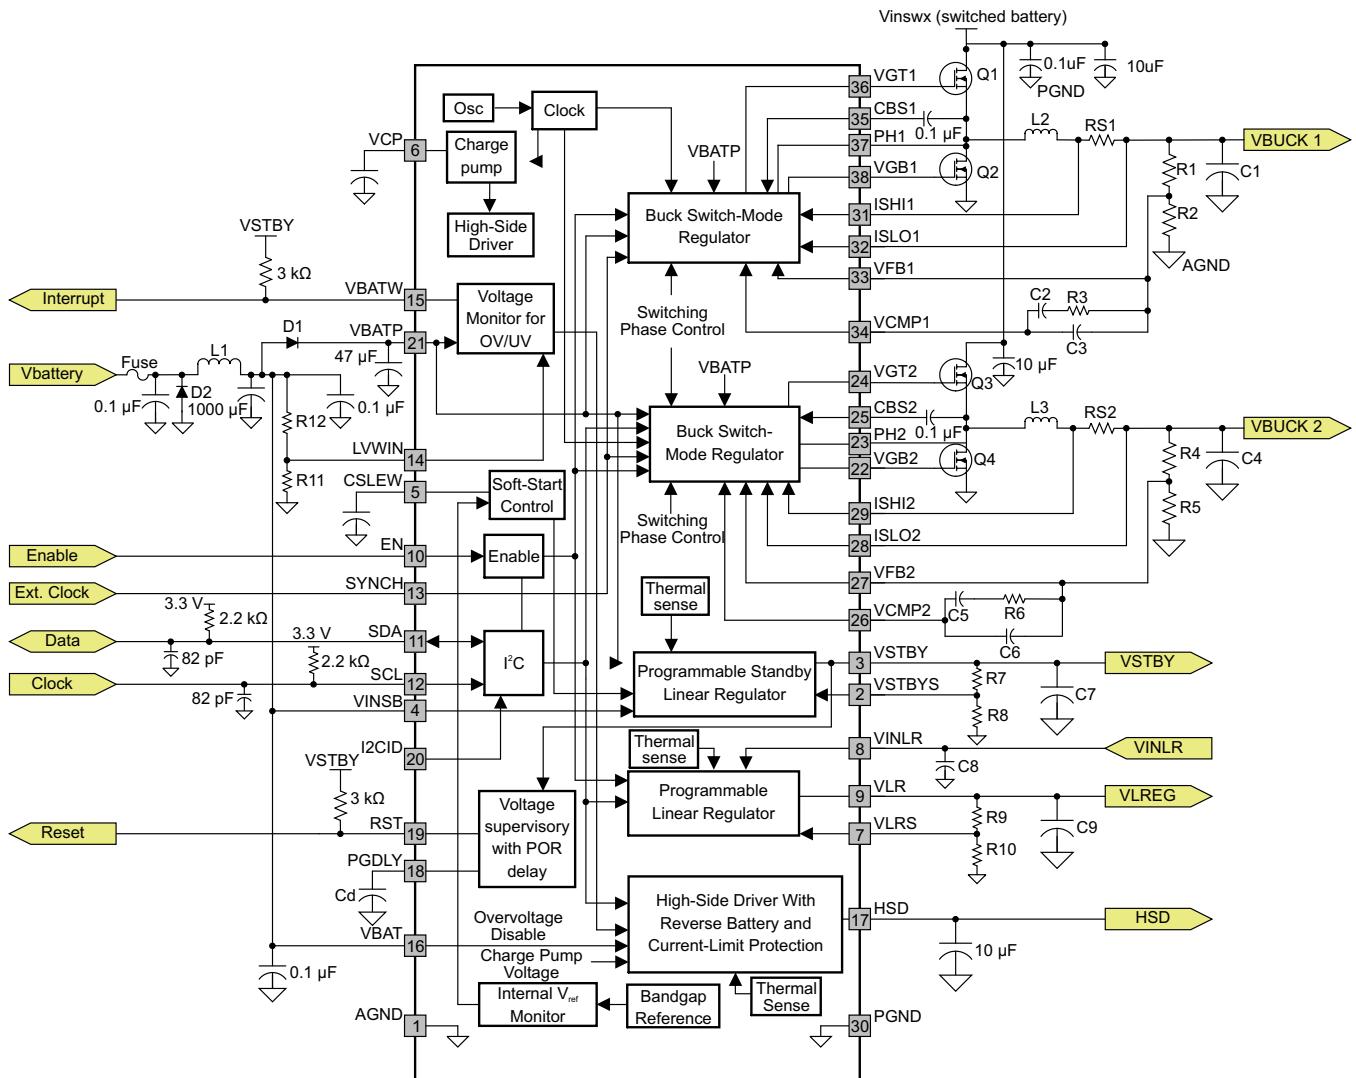 Vinswx (switched battery)
0.1uF
10uF
PGND
Q1
VGT1
36
CBS1
35
0.1 µF
PH1
37
VGB1
38
Q2
L2
RS1
VBUCK 1
R1
C1
R2
AGND
ISHI1
31
ISLO1
32
VFB1
33
VCMP1
34
C2
R3
C3
10 µF
VGT2
24
Q3
CBS2
25
0.1 µF
PH2
23
VGB2
22
Q4
L3
RS2
VBUCK 2
R4
C4
R5
ISHI2
29
ISLO2
28
VFB2
27
VCMP2
26
C5
R6
C6
VSTBY
3
VSTBY
VSTBYS
2
R7
R8
C7
VINLR
8
C8
VINLR
VLR
9
VLREG
VLRS
7
R9
R10
C9
HSD
17
HSD
10 µF
PGND
30
Osc
Clock
Charge
pump
High-Side
Driver
VBATP
Buck Switch-Mode
Regulator
Switching
Phase Control
VBATP
Buck Switch-
Mode Regulator
Switching
Phase Control
Voltage
Monitor for
OV/UV
Soft-Start
Control
Enable
I²C
Thermal
sense
Programmable Standby
Linear Regulator
Thermal
sense
Programmable
Linear Regulator
Voltage
supervisory
with POR
delay
High-Side Driver With
Reverse Battery and
Current-Limit Protection
Overvoltage
Disable
Charge Pump
Voltage
Internal Vref
Monitor
Bandgap
Reference
Thermal
Sense
VCP
6
VSTBY
3 kΩ
Interrupt
VBATW
15
D1
VBATP
21
47 µF
Vbattery
Fuse
L1
0.1 µF
D2
1000 µF
0.1 µF
R12
LVWIN
14
R11
CSLEW
5
Enable
EN
10
Ext. Clock
SYNCH
13
3.3 V
2.2 kΩ
Data
SDA
11
82 pF
3.3 V
2.2 kΩ
Clock
SCL
12
82 pF
VINSB
4
I2CID
20
VSTBY
3 kΩ
Reset
RST
19
PGDLY
18
Cd
VBAT
16
0.1 µF
AGND
1